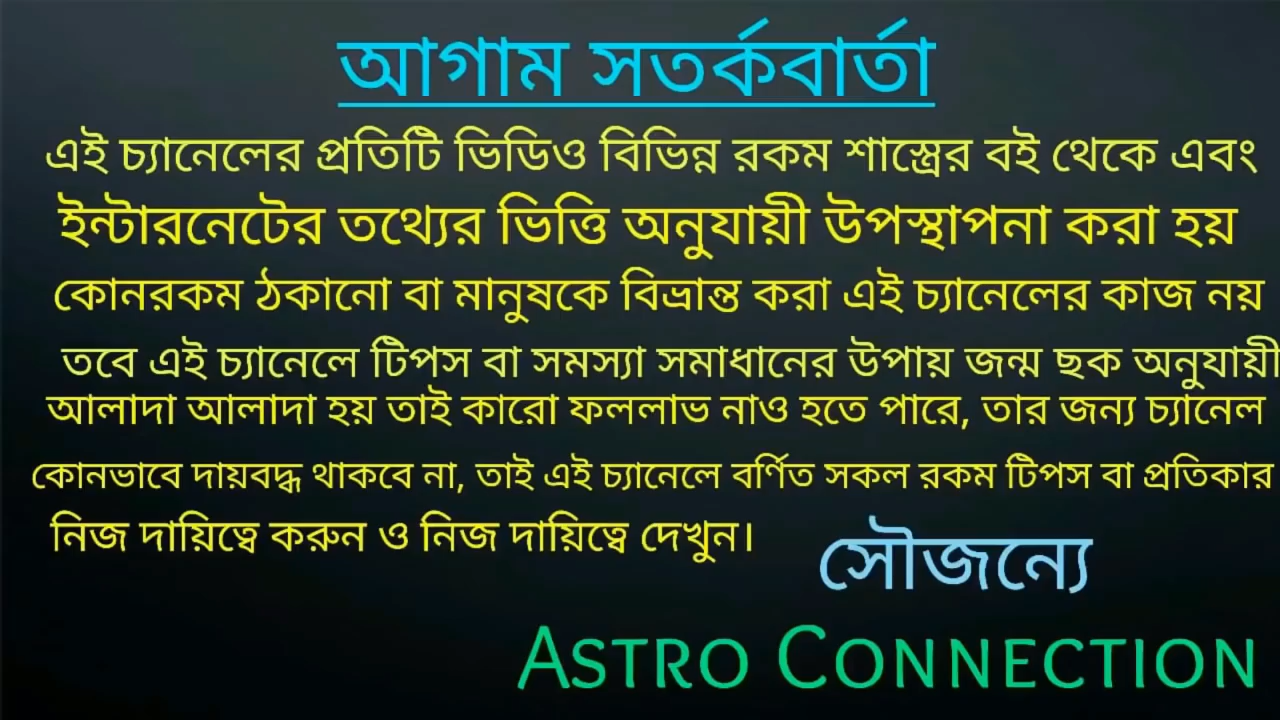 আগাম সতর্কবার্তা
এই চ্যানেলের প্রতিটি ভিডিও বিভিন্ন রকম শাস্ত্রের বই থেকে এবং
ইন্টারনেটের তথ্যের ভিত্তি অনুযায়ী উপস্থাপনা করা হয়
কোনরকম ঠকানো বা মানুষকে বিভ্রান্ত করা এই চ্যানেলের কাজ নয়
তবে এই চ্যানেলে টিপস বা সমস্যা সমাধানের উপায় জন্ম ছক অনুযায়ী
আলাদা আলাদা হয় তাই কারো ফললাভ নাও হতে পারে, তার জন্য চ্যানেল
কোনভাবে দায়বদ্ধ থাকবে না, তাই এই চ্যানেলে বর্ণিত সকল রকম টিপস বা প্রতিকার
নিজ দায়িত্বে করুন ও নিজ দায়িত্বে দেখুন।
সৌজন্যে
ASTRO CONNECTION